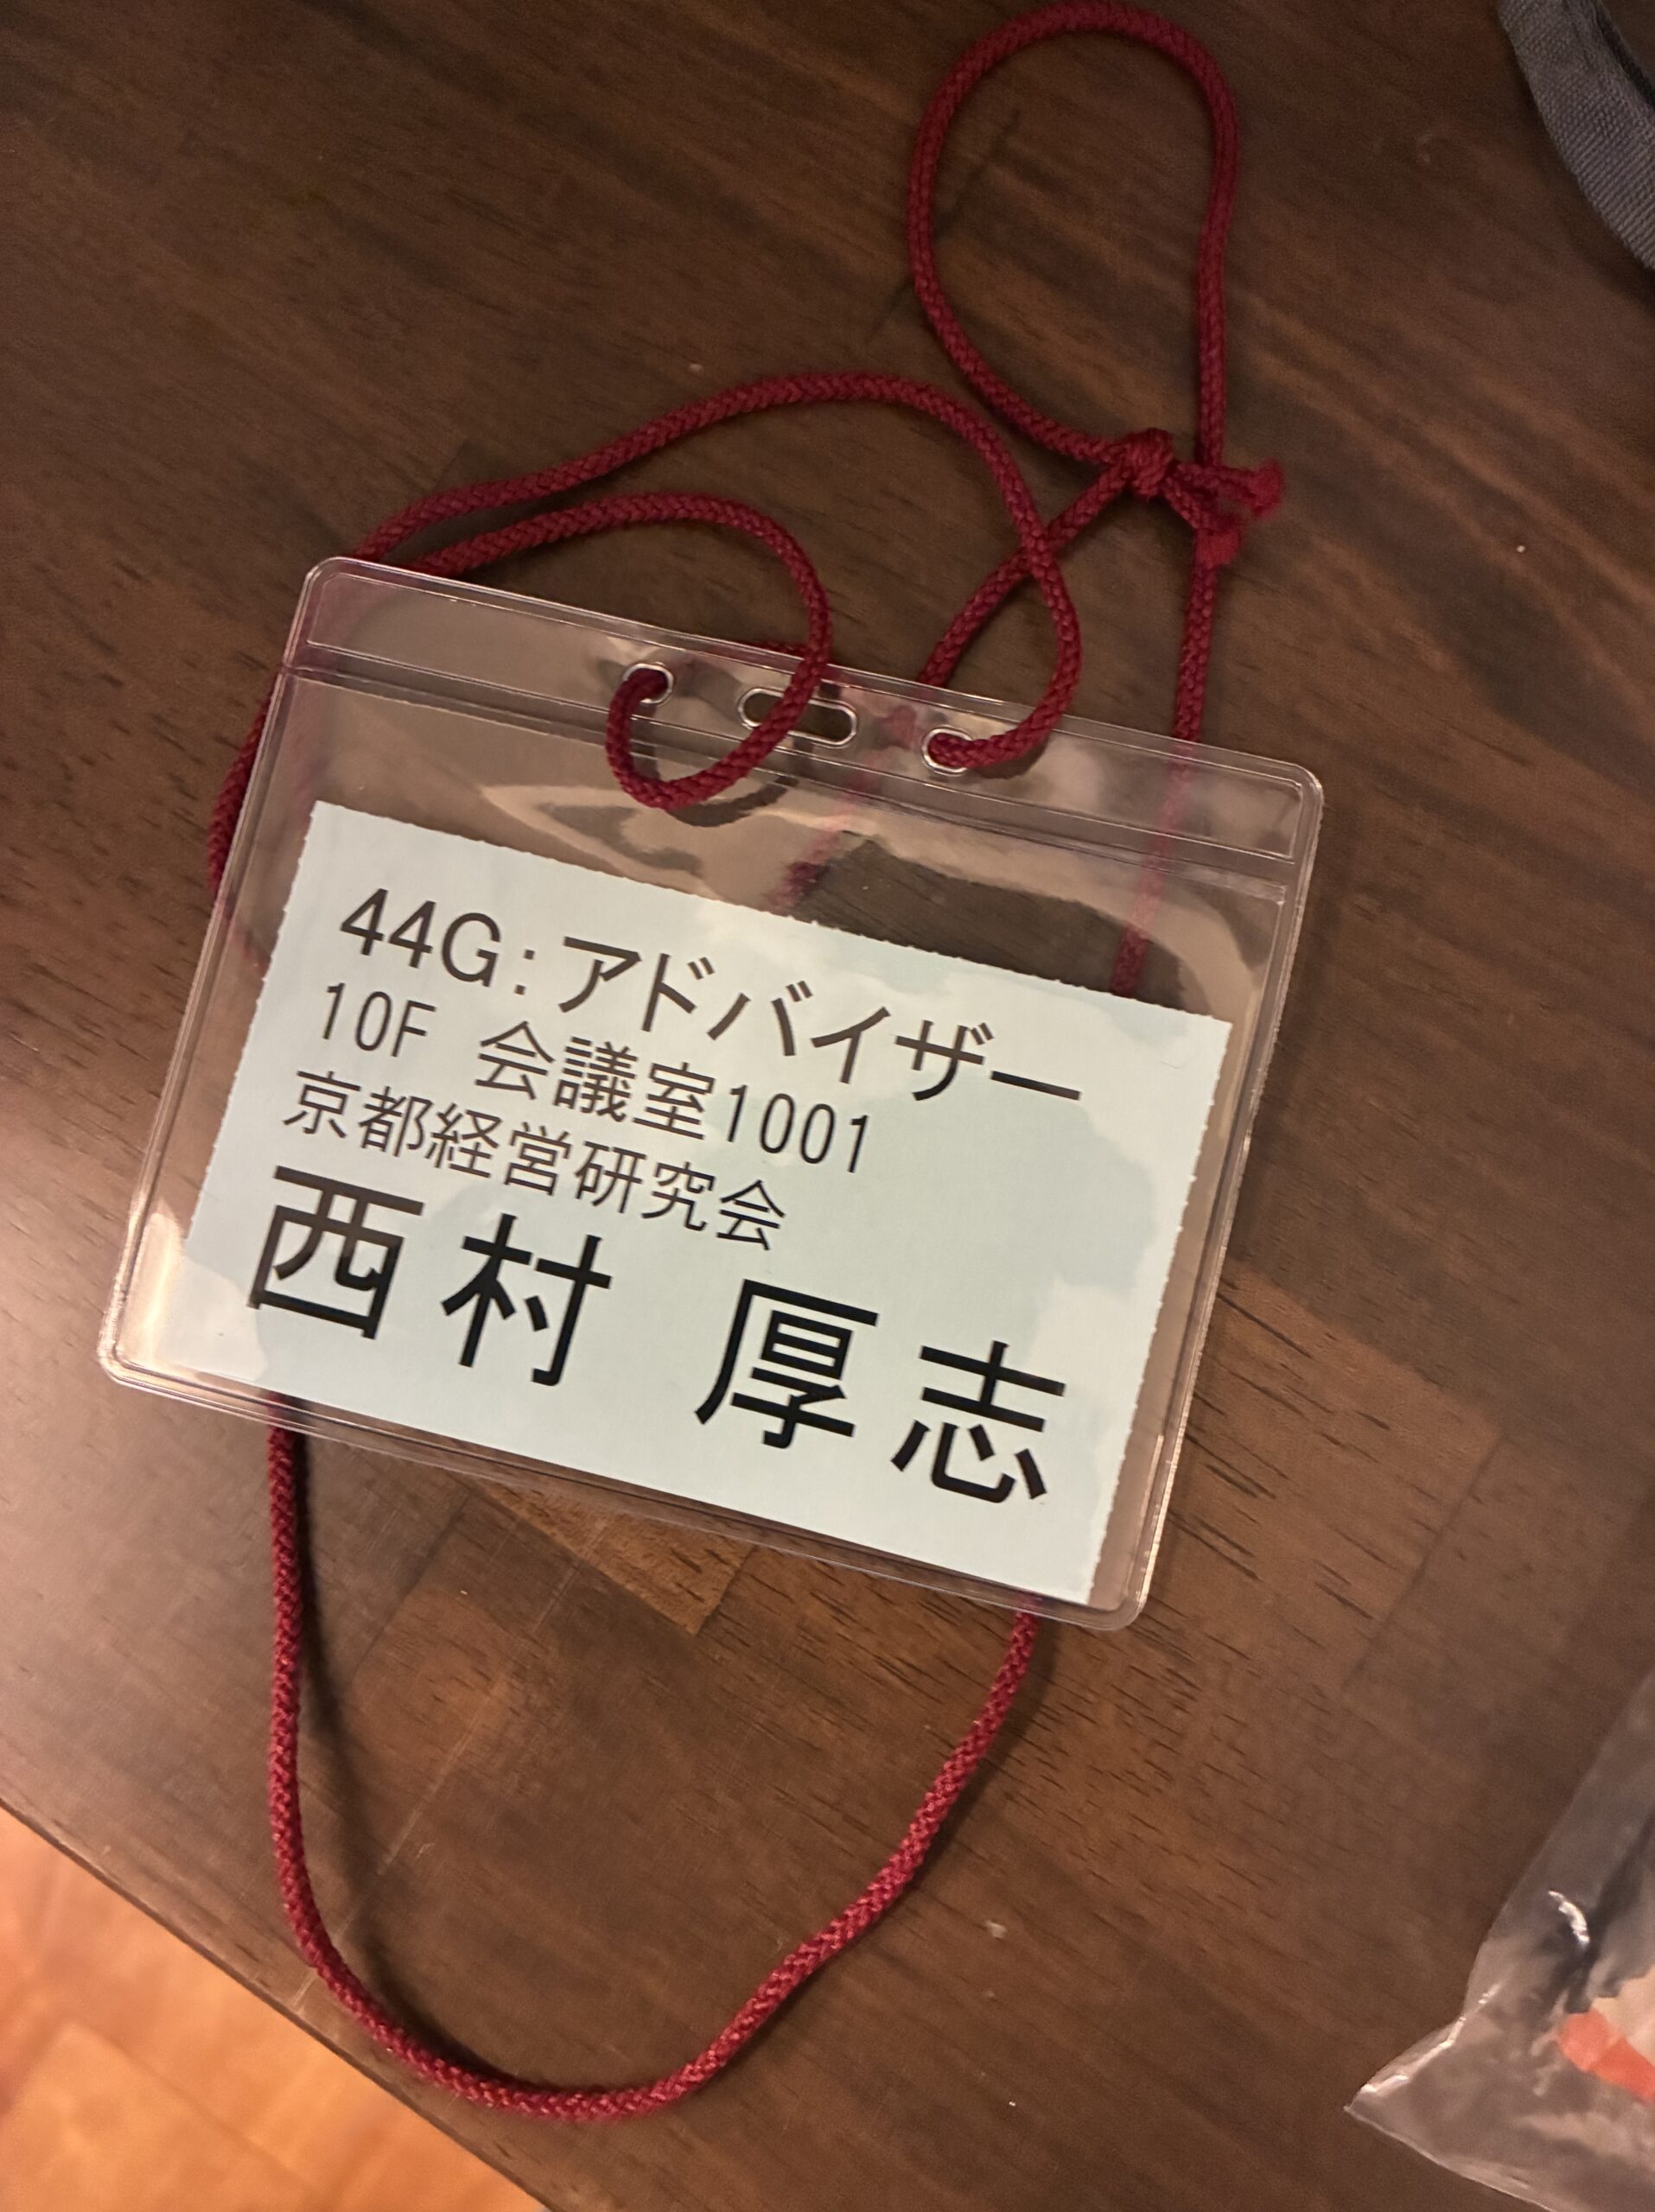 44G:アドバイザー
10F 会議室1001
京都経営研究会
西村 厚志